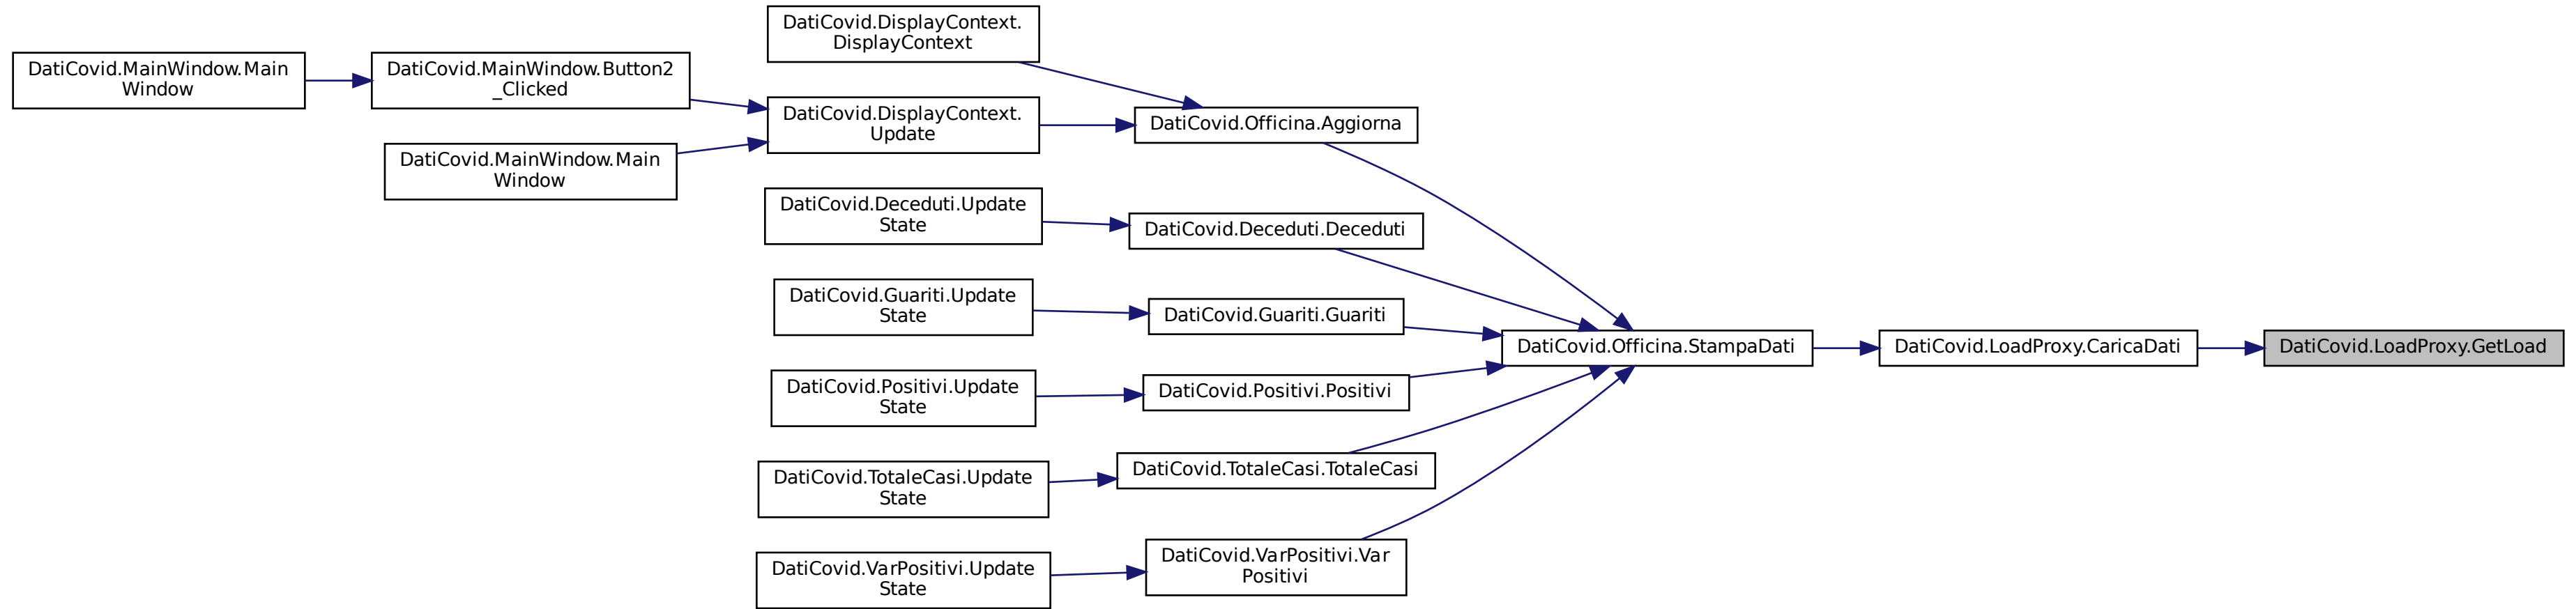 DatiCovid.MainWindow.Main
Window
DatiCovid.MainWindow.Button2
_Clicked
DatiCovid.MainWindow.Main
Window
DatiCovid.DisplayContext.
DisplayContext
DatiCovid.DisplayContext.
Update
DatiCovid.Deceduti.Update
State
DatiCovid.Guariti.Update
State
DatiCovid.Positivi.Update
State
DatiCovid.TotaleCasi.Update
State
DatiCovid.VarPositivi.Update
State
DatiCovid.Officina.Aggiorna
DatiCovid.Deceduti.Deceduti
DatiCovid.Guariti.Guariti
DatiCovid.Positivi.Positivi
DatiCovid.TotaleCasi.TotaleCasi
DatiCovid.VarPositivi.Var
Positivi
DatiCovid.Officina.StampaDati
DatiCovid.LoadProxy.CaricaDati
DatiCovid.LoadProxy.GetLoad